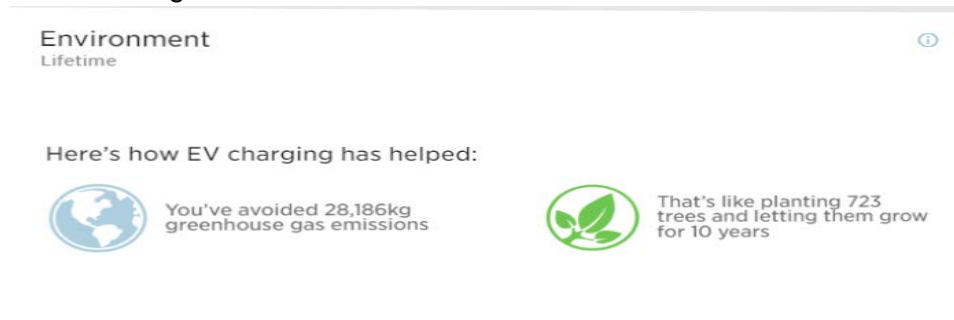 Environment
Lifetime
Here's how EV charging has helped:
You've avoided 28,186kg
greenhouse gas emissions
That's like planting 723
trees and letting them grow
for 10 years